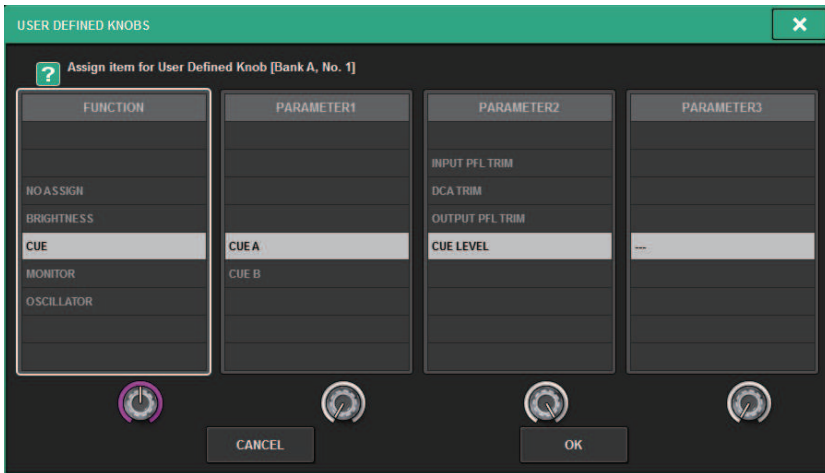 USER DEFINED KNOBS
?
Assign item for User Defined Knob [Bank A, No. 1]
FUNCTION
NO ASSIGN
BRIGHTNESS
CUE
MONITOR
OSCILLATOR
PARAMETER1
CUE A
CUE B
PARAMETER2
INPUT PFL TRIM
DCA TRIM
OUTPUT PFL TRIM
CUE LEVEL
PARAMETER3
---
CANCEL
OK